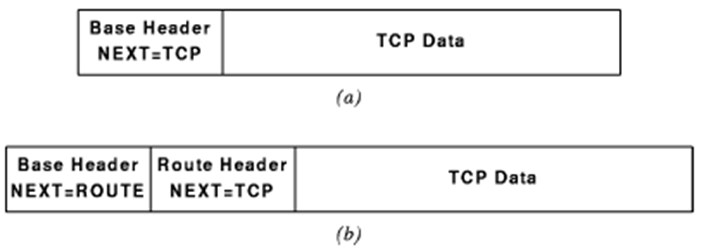 Base Header
NEXT=TCP
TCP Data
(a)
Base Header
NEXT=ROUTE
Route Header
NEXT=TCP
TCP Data
(b)